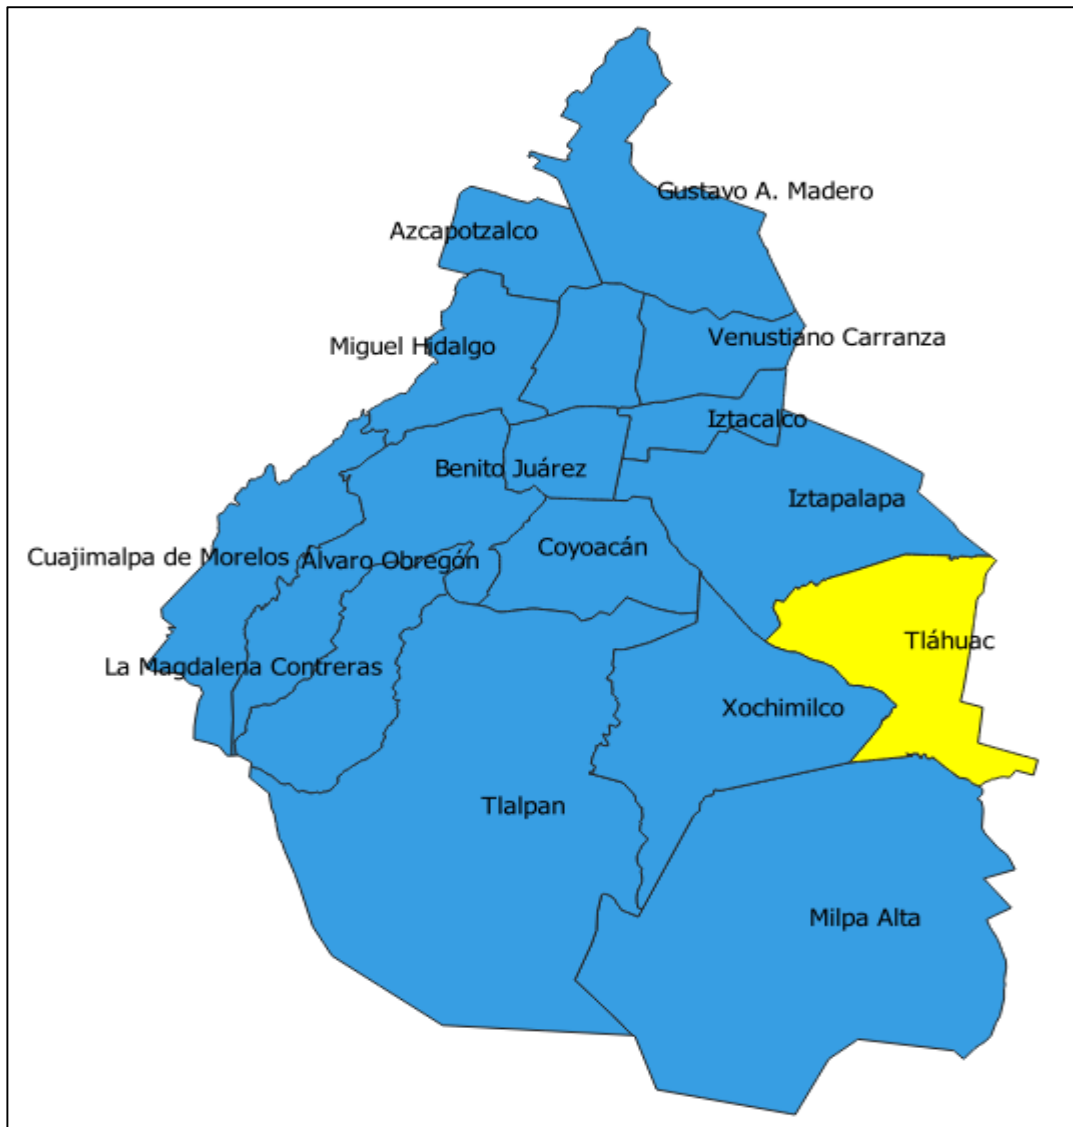 Gustavo A. Madero
Azcapotzalco
Venustiano Carranza
Miguel Hidalgo
Iztacalco
Benito Juárez
Iztapalapa
Coyoacán
Cuajimalpa de Morelos
Álvaro Obregón
Tláhuac
La Magdalena Contreras
Xochimilco
Tlalpan
Milpa Alta